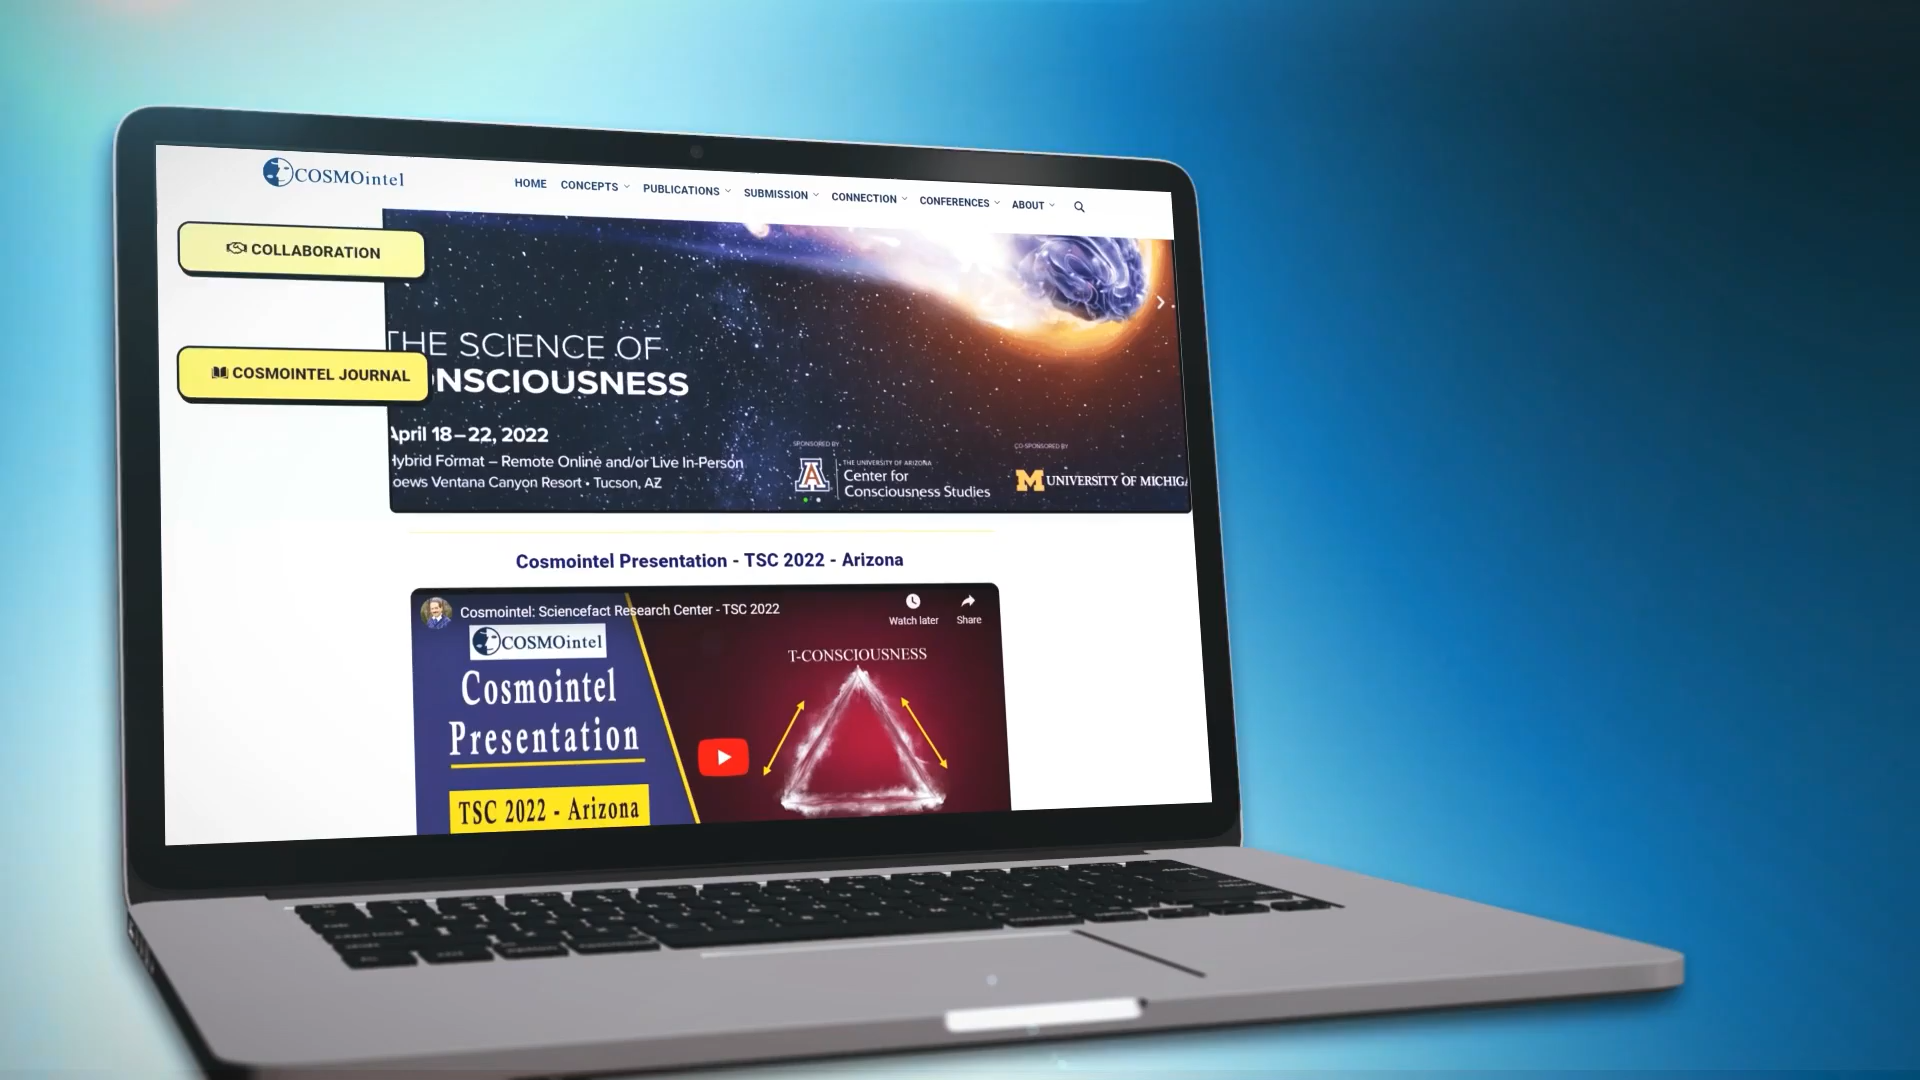 COSMOintel
HOME CONCEPTS PUBLICATIONS SUBMISSION CONNECTION CONFERENCES ABOUT
COLLABORATION
COSMOINTEL JOURNAL
THE SCIENCE OF
ONSCIOUSNESS
April 18–22, 2022
Hybrid Format – Remote Online and/or Live In-Person
oews Ventana Canyon Resort • Tucson, AZ
SPONSORED BY
A THE UNIVERSITY OF ARIZONA
Center for
Consciousness Studies
CO-SPONSORED BY
M UNIVERSITY OF MICHIGA
Cosmointel Presentation - TSC 2022 - Arizona
Cosmointel: Sciencefact Research Center - TSC 2022
Watch later Share
COSMOintel
Cosmointel
Presentation
TSC 2022 - Arizona
T-CONSCIOUSNESS